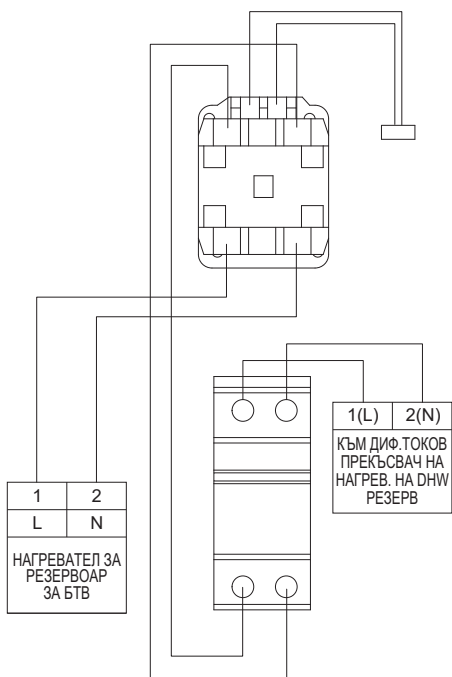 1(L) 2(N)
КЪМ ДИФ.ТОКОВ
ПРЕКЪСВАЧ НА
НАГРЕВ. НА DHW
РЕЗЕРВ
1 2
L N
НАГРЕВАТЕЛ ЗА
РЕЗЕРВОАР
ЗА БТВ